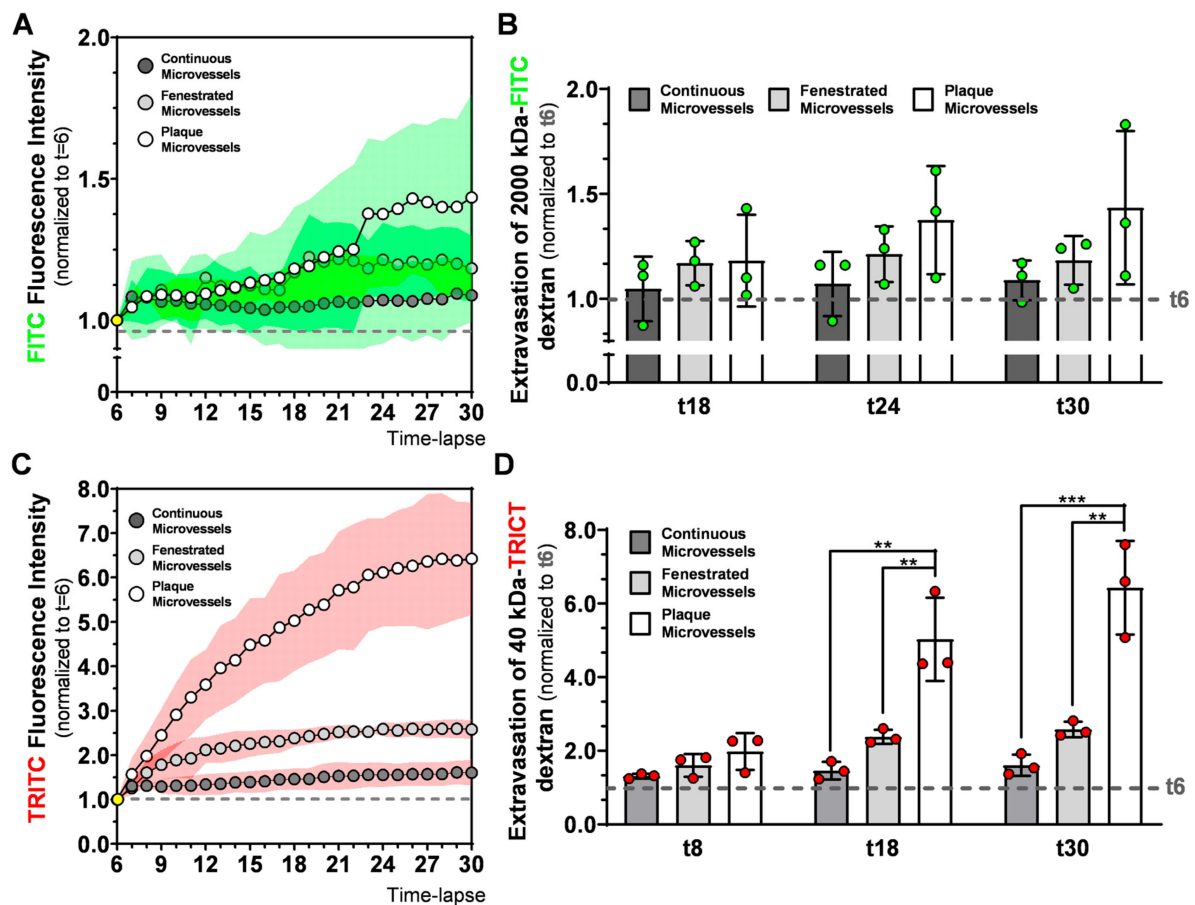 A
FITC Fluorescence Intensity
(normalized to t=6)
2.0
1.5
1.0
0
Continuous
Microvessels
Fenestrated
Microvessels
Plaque
Microvessels
6 9 12 15 18 21 24 27 30
Time-lapse
B
Extravasation of 2000 kDa-FITC
dextran (normalized to t6)
2.0
1.5
1.0
0.0
Continuous
Microvessels
Fenestrated
Microvessels
Plaque
Microvessels
t6
t18 t24 t30
C
TRITC Fluorescence Intensity
(normalized to t=6)
8.0
7.0
6.0
5.0
4.0
3.0
2.0
1.0
0.0
Continuous
Microvessels
Fenestrated
Microvessels
Plaque
Microvessels
6 9 12 15 18 21 24 27 30
Time-lapse
D
Extravasation of 40 kDa-TRICT
dextran (normalized to t6)
8.0
6.0
4.0
2.0
0.0
Continuous
Microvessels
Fenestrated
Microvessels
Plaque
Microvessels
**
**
***
**
t6
t8 t18 t30